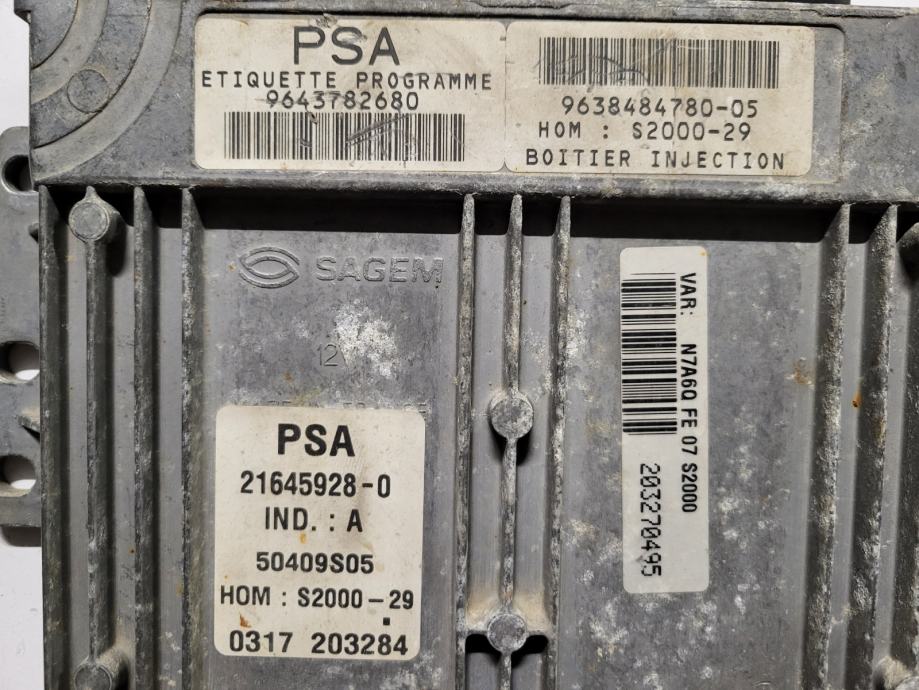 PSA
ETIQUETTE PROGRAMME
9643782680
9638484780-05
HOM : S2000-29
BOITIER INJECTION
SAGEM
12V
PSA
21645928-0
IND. : A
50409S05
HOM : S2000-29
0317 203284
VAR: N7A6Q FE 07 S2000
203270495